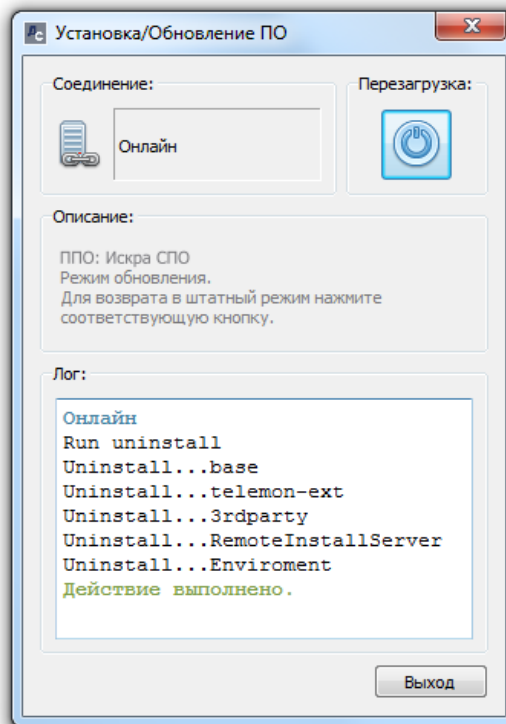 Установка/Обновление ПО
Соединение:
Перезагрузка:
Онлайн
Описание:
ППО: Искра СПО
Режим обновления.
Для возврата в штатный режим нажмите
соответствующую кнопку.
Лог:
Онлайн
Run uninstall
Uninstall...base
Uninstall...telemon-ext
Uninstall...3rdparty
Uninstall...RemoteInstallServer
Uninstall...Enviroment
Действие выполнено.
Выход